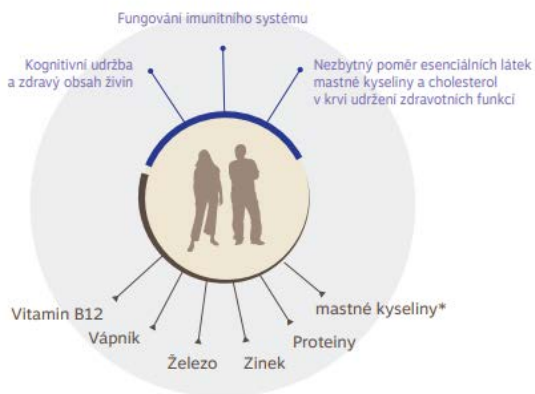 Fungování imunitního systému
Kognitivní udržba
a zdravý obsah živin
Nezbytný poměr esenciálních látek
mastné kyseliny a cholesterol
v krvi udržení zdravotních funkcí
Vitamin B12
Vápník
Železo
Zinek
Proteiny
mastné kyseliny*